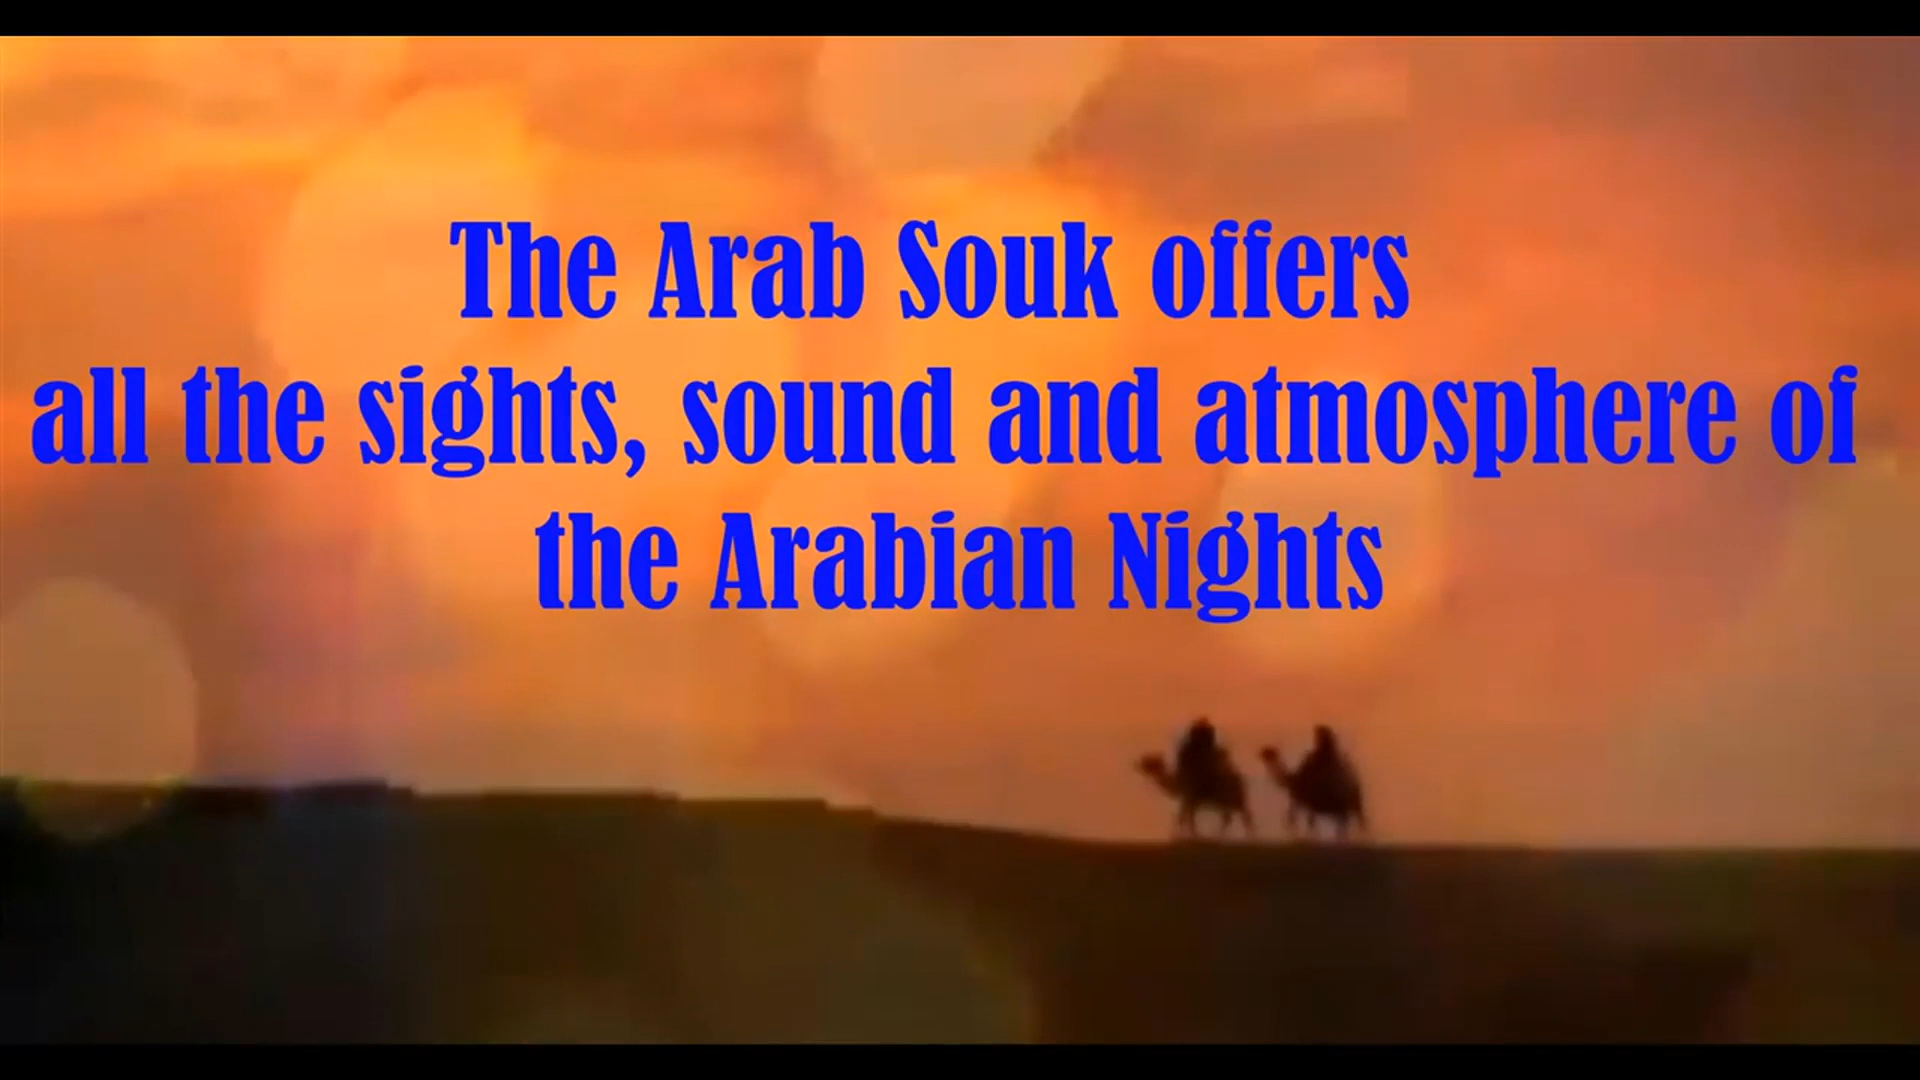 The Arab Souk offers
all the sights, sound and atmosphere of
the Arabian Nights